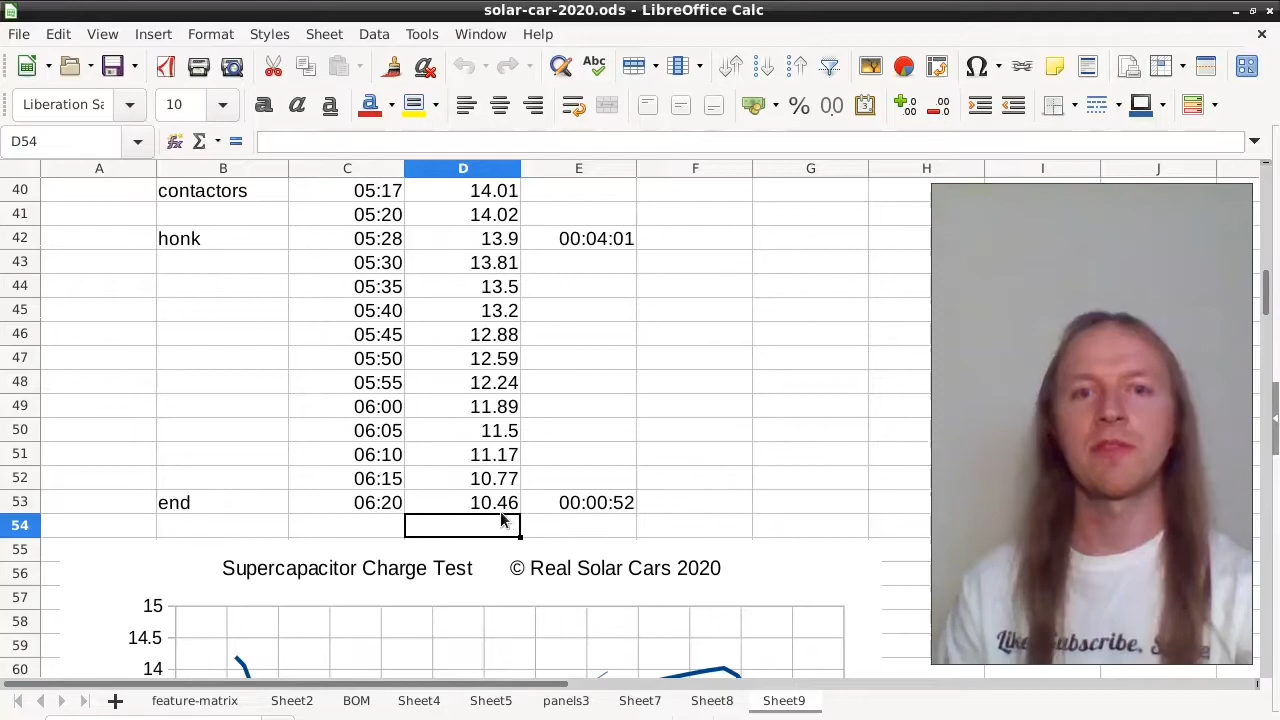 solar-car-2020.ods - LibreOffice Calc
File Edit View Insert Format Styles Sheet Data Tools Window Help
Abc
Liberation Sa 10
D54
A B C D E F G H I J
40 contactors 05:17 14.01
41 05:20 14.02
42 honk 05:28 13.9 00:04:01
43 05:30 13.81
44 05:35 13.5
45 05:40 13.2
46 05:45 12.88
47 05:50 12.59
48 05:55 12.24
49 06:00 11.89
50 06:05 11.5
51 06:10 11.17
52 06:15 10.77
53 end 06:20 10.46 00:00:52
54
55
56 Supercapacitor Charge Test © Real Solar Cars 2020
57 15
58
59 14.5
60 14
Like. Subscribe.
feature-matrix Sheet2 BOM Sheet4 Sheet5 panels3 Sheet7 Sheet8 Sheet9